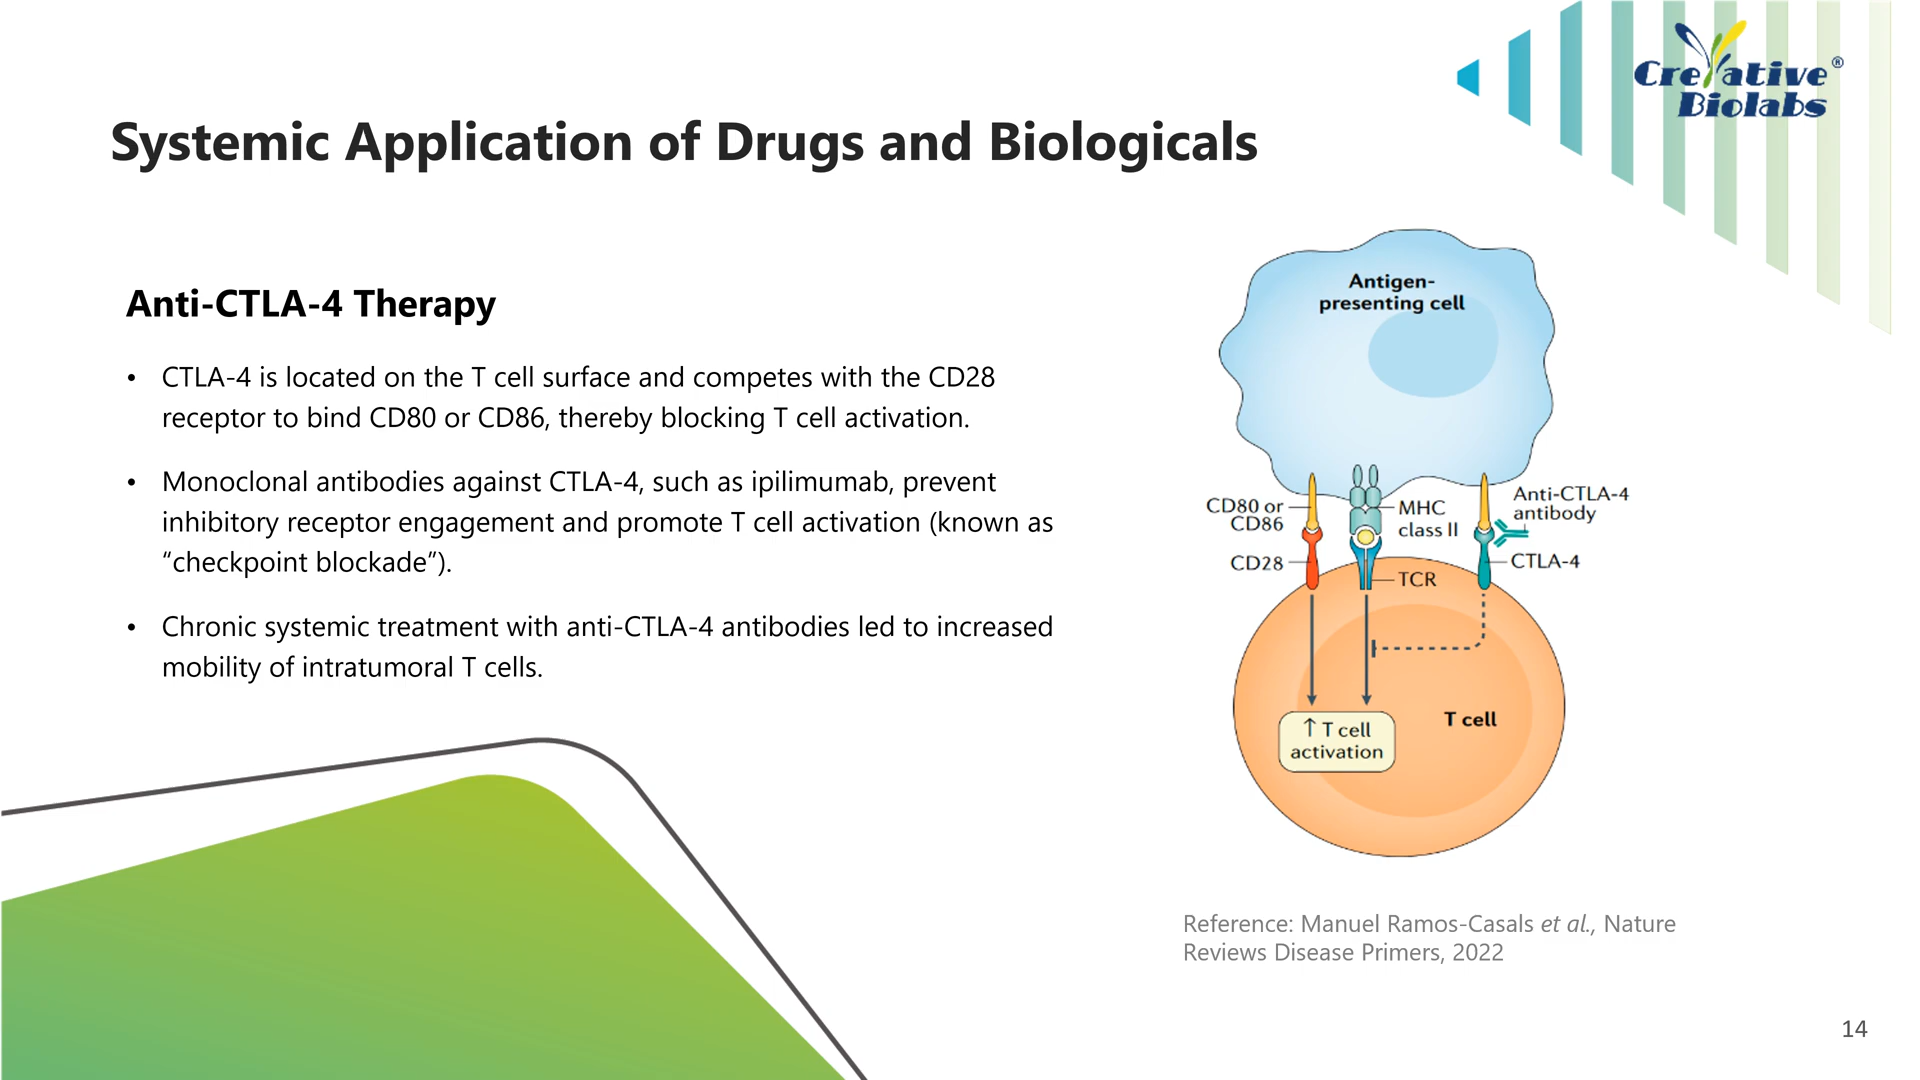 Creative®
Biolabs
Systemic Application of Drugs and Biologicals
Anti-CTLA-4 Therapy
• CTLA-4 is located on the T cell surface and competes with the CD28
receptor to bind CD80 or CD86, thereby blocking T cell activation.
• Monoclonal antibodies against CTLA-4, such as ipilimumab, prevent
inhibitory receptor engagement and promote T cell activation (known as
“checkpoint blockade”).
• Chronic systemic treatment with anti-CTLA-4 antibodies led to increased
mobility of intratumoral T cells.
Antigen-
presenting cell
CD80 or
CD86
CD28
MHC
class II
TCR
Anti-CTLA-4
antibody
CTLA-4
T cell
↑ T cell
activation
Reference: Manuel Ramos-Casals et al., Nature
Reviews Disease Primers, 2022
14